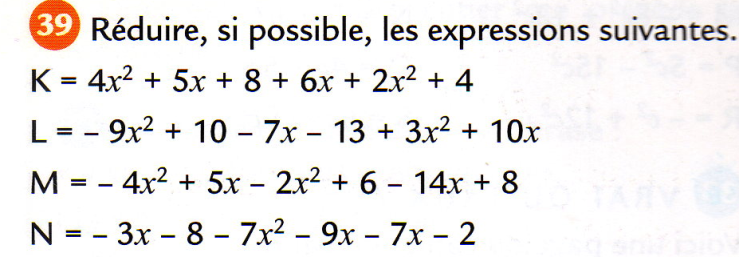 39 Réduire, si possible, les expressions suivantes.
K = 4x² + 5x + 8 + 6x + 2x² + 4
L = – 9x² + 10 – 7x – 13 + 3x² + 10x
M = – 4x² + 5x – 2x² + 6 – 14x + 8
N = – 3x – 8 – 7x² – 9x – 7x – 2